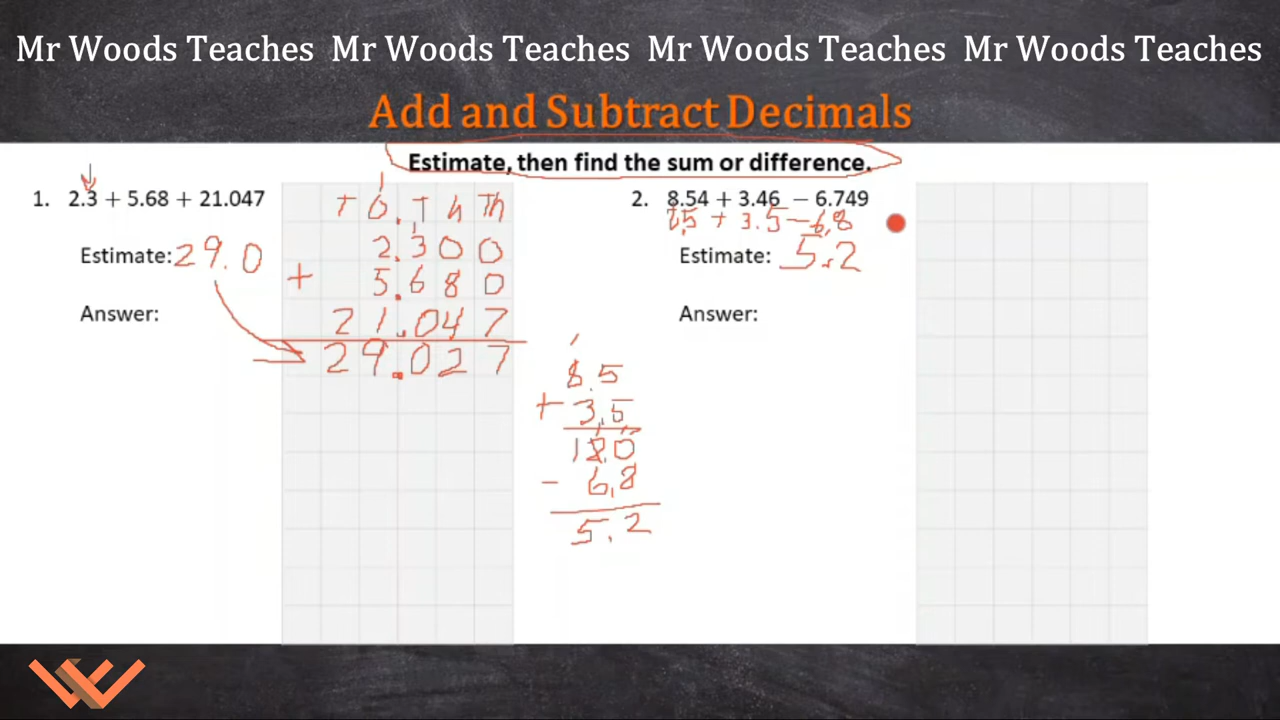 Mr Woods Teaches Mr Woods Teaches Mr Woods Teaches Mr Woods Teaches
Add and Subtract Decimals
Estimate, then find the sum or difference.
1. 2.3 + 5.68 + 21.047
Estimate: 29.0
Answer:
T O . T h Th
1 1
2.300
+ 5.680
21.047
29.027
8.5
+ 3.5
12.0
- 6.8
5.2
2. 8.54 + 3.46 − 6.749
8.5 + 3.5 - 6.8
Estimate: 5.2
Answer: